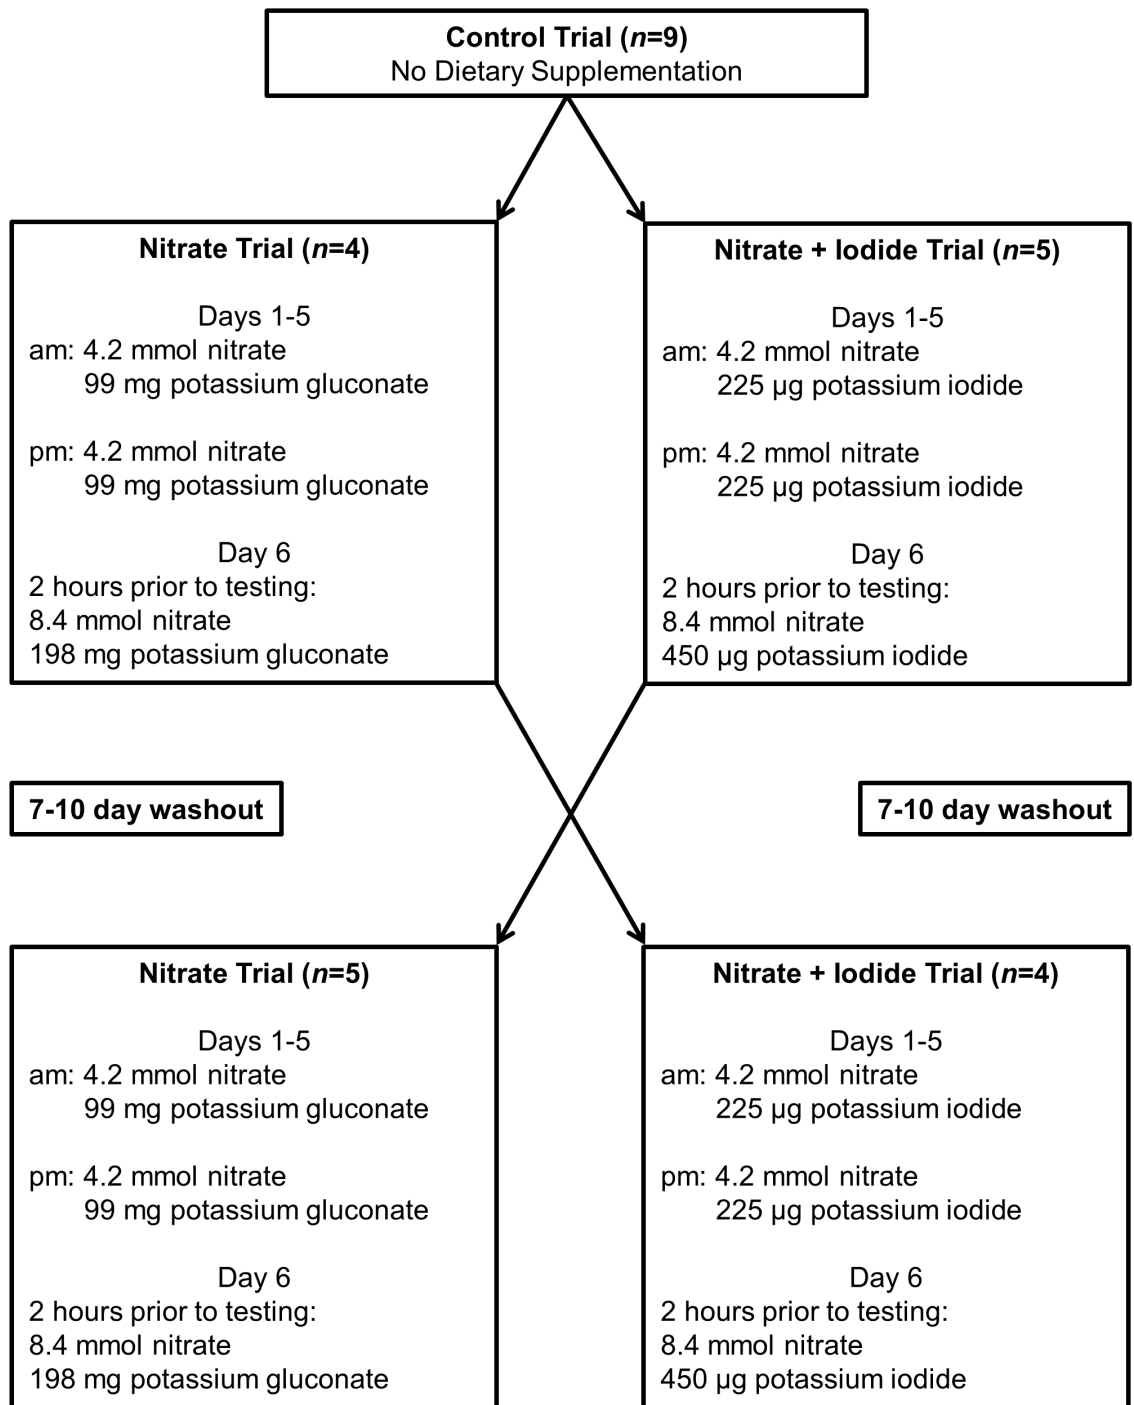 Control Trial (n=9)
No Dietary Supplementation
Nitrate Trial (n=4)
Days 1-5
am: 4.2 mmol nitrate
99 mg potassium gluconate
pm: 4.2 mmol nitrate
99 mg potassium gluconate
Day 6
2 hours prior to testing:
8.4 mmol nitrate
198 mg potassium gluconate
Nitrate + Iodide Trial (n=5)
Days 1-5
am: 4.2 mmol nitrate
225 µg potassium iodide
pm: 4.2 mmol nitrate
225 µg potassium iodide
Day 6
2 hours prior to testing:
8.4 mmol nitrate
450 µg potassium iodide
7-10 day washout
7-10 day washout
Nitrate Trial (n=5)
Days 1-5
am: 4.2 mmol nitrate
99 mg potassium gluconate
pm: 4.2 mmol nitrate
99 mg potassium gluconate
Day 6
2 hours prior to testing:
8.4 mmol nitrate
198 mg potassium gluconate
Nitrate + Iodide Trial (n=4)
Days 1-5
am: 4.2 mmol nitrate
225 µg potassium iodide
pm: 4.2 mmol nitrate
225 µg potassium iodide
Day 6
2 hours prior to testing:
8.4 mmol nitrate
450 µg potassium iodide